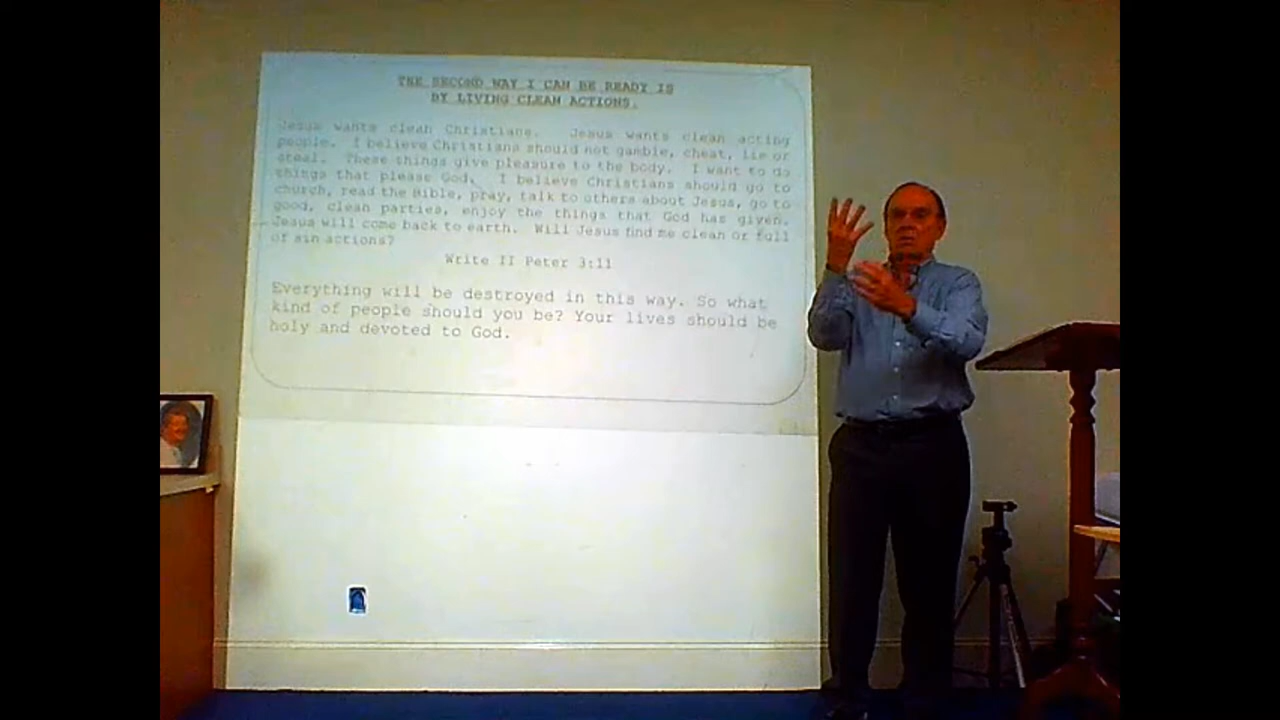 THE SECOND WAY I CAN BE READY IS
BY LIVING CLEAN ACTIONS.
Jesus wants clean Christians. Jesus wants clean acting
people. I believe Christians should not gamble, cheat, lie or
steal. These things give pleasure to the body. I want to do
things that please God. I believe Christians should go to
church, read the Bible, pray, talk to others about Jesus, go to
good, clean parties, enjoy the things that God has given.
Jesus will come back to earth. Will Jesus find me clean or full
of sin actions?
Write II Peter 3:11
Everything will be destroyed in this way. So what
kind of people should you be? Your lives should be
holy and devoted to God.